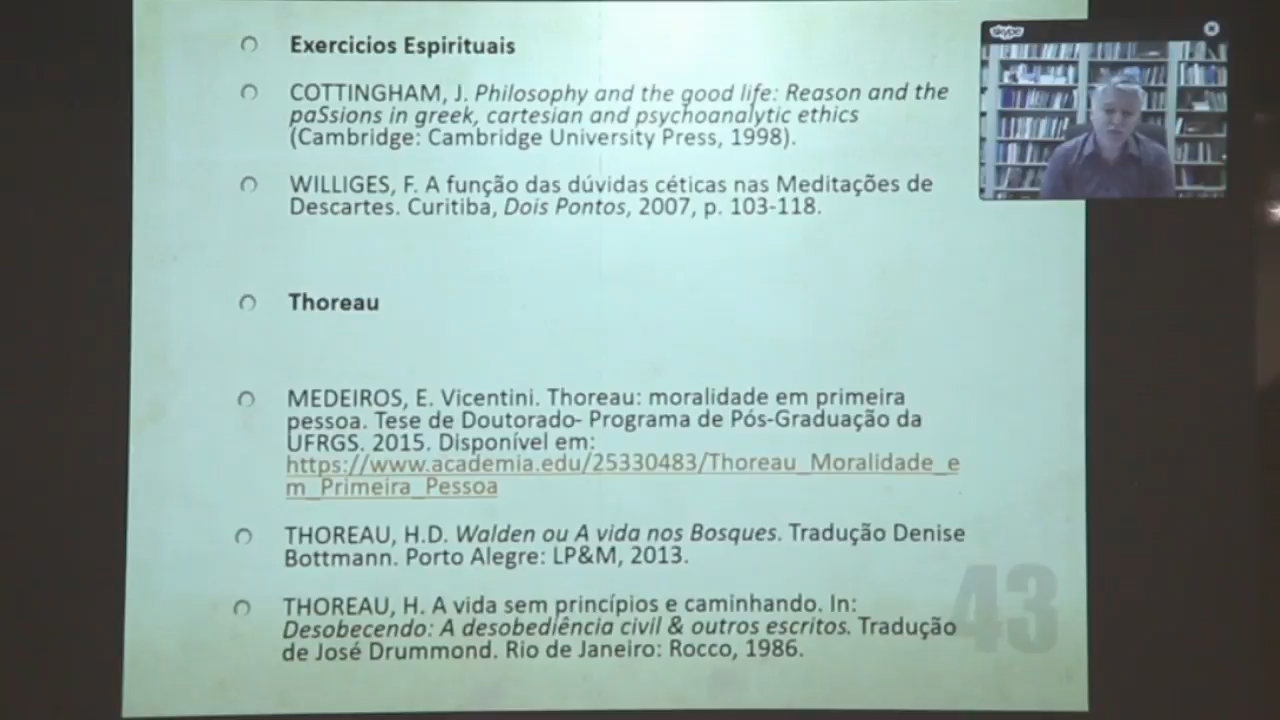 Exercicios Espirituais
skype
COTTINGHAM, J. Philosophy and the good life: Reason and the
paSsions in greek, cartesian and psychoanalytic ethics
(Cambridge: Cambridge University Press, 1998).
WILLIGES, F. A função das dúvidas céticas nas Meditações de
Descartes. Curitiba, Dois Pontos, 2007, p. 103-118.
Thoreau
MEDEIROS, E. Vicentini. Thoreau: moralidade em primeira
pessoa. Tese de Doutorado- Programa de Pós-Graduação da
UFRGS. 2015. Disponível em:
https://www.academia.edu/25330483/Thoreau_Moralidade_e
m_Primeira_Pessoa
THOREAU, H.D. Walden ou A vida nos Bosques. Tradução Denise
Bottmann. Porto Alegre: LP&M, 2013.
THOREAU, H. A vida sem princípios e caminhando. In:
Desobecendo: A desobediência civil & outros escritos. Tradução
de José Drummond. Rio de Janeiro: Rocco, 1986.
43